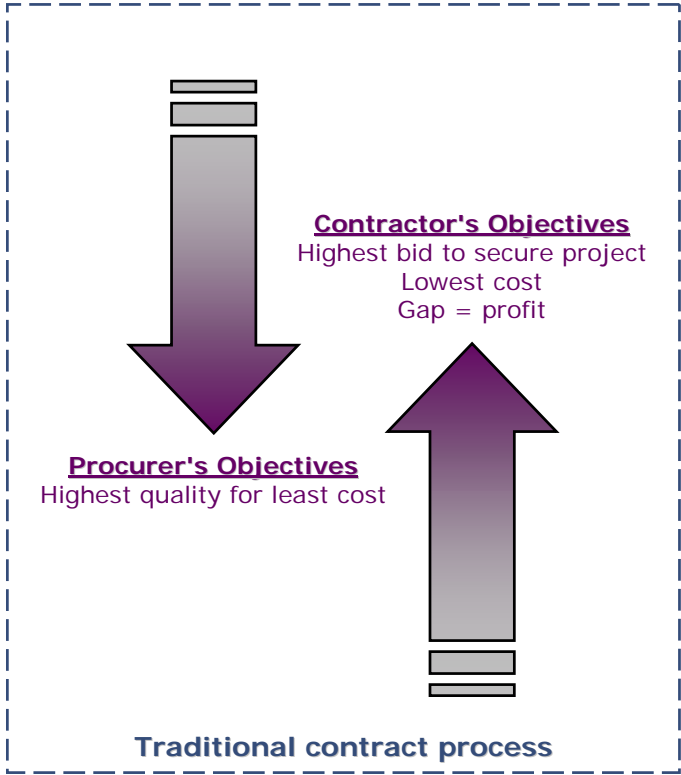 Contractor's Objectives
Highest bid to secure project
Lowest cost
Gap = profit
Procurer's Objectives
Highest quality for least cost
Traditional contract process